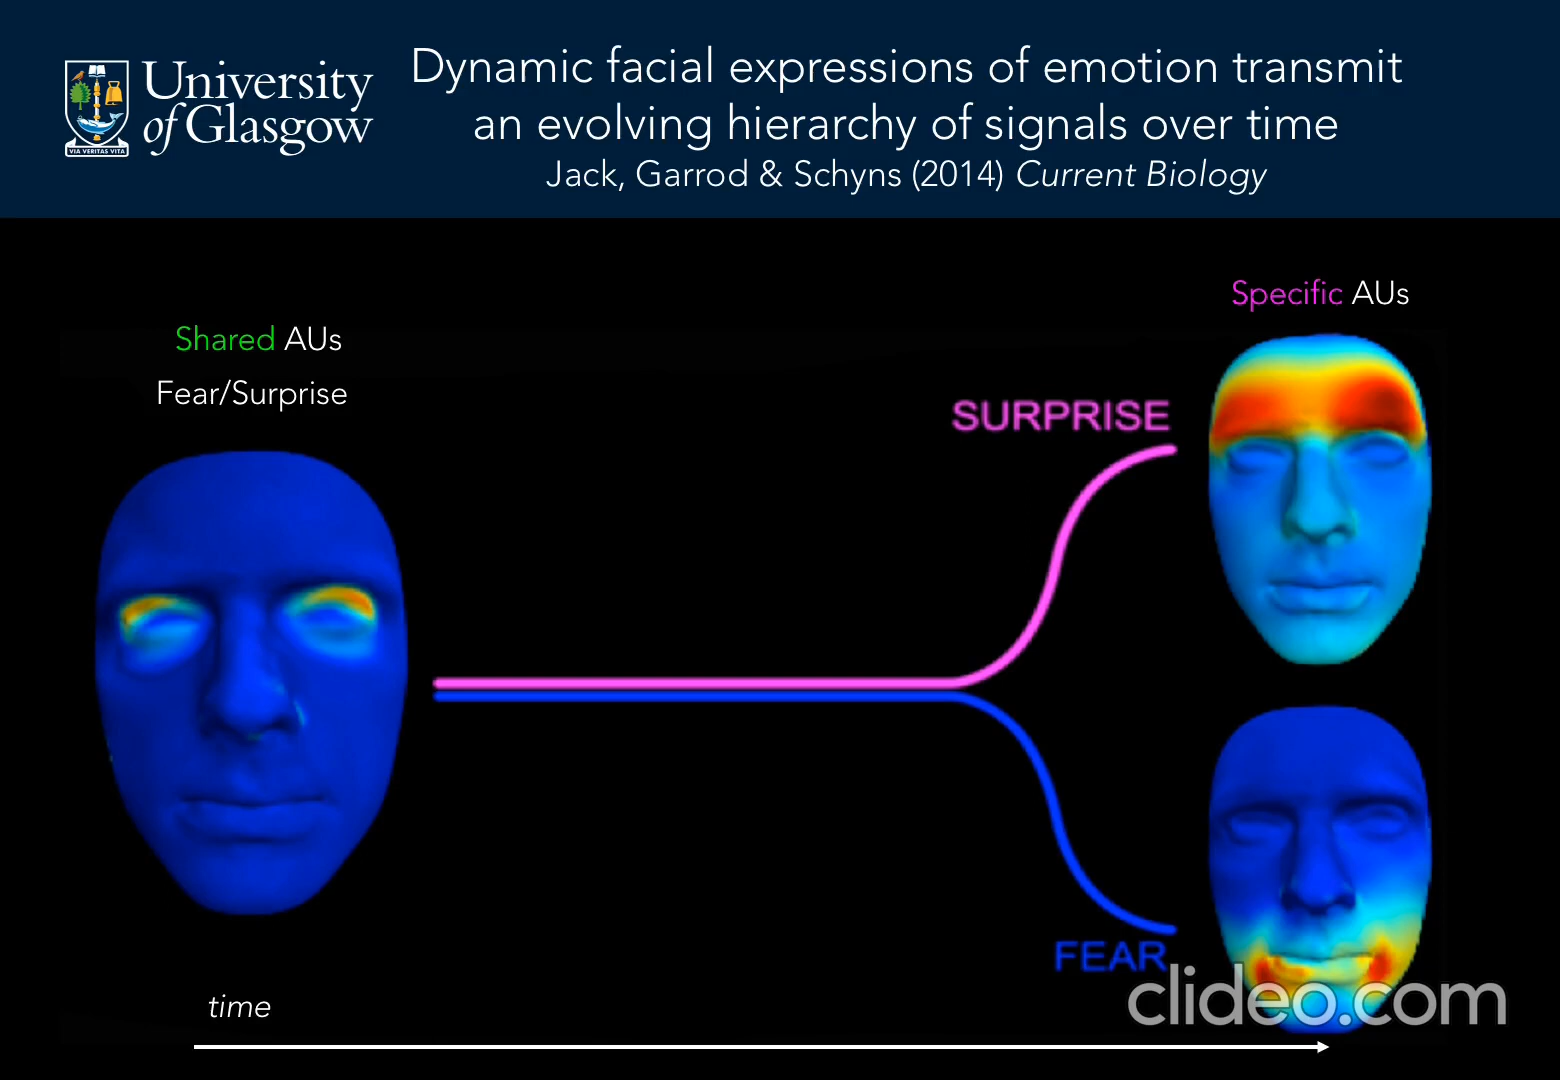 University
of Glasgow
VIA VERITAS VITA
Dynamic facial expressions of emotion transmit
an evolving hierarchy of signals over time
Jack, Garrod & Schyns (2014) Current Biology
Shared AUs
Fear/Surprise
Specific AUs
SURPRISE
FEAR
clideo.com
time